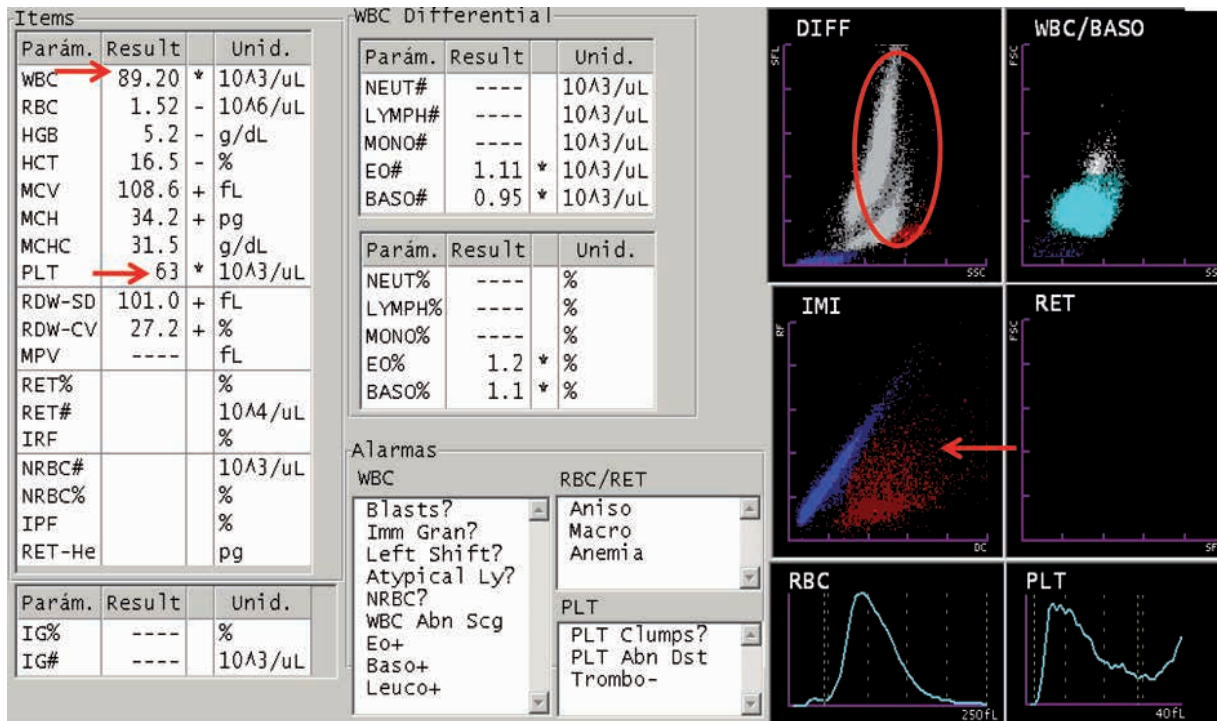 Items
Parám. Result Unid.
WBC 89.20 * 10^3/uL
RBC 1.52 - 10^6/uL
HGB 5.2 - g/dL
HCT 16.5 - %
MCV 108.6 + fL
MCH 34.2 + pg
MCHC 31.5 g/dL
PLT 63 * 10^3/uL
RDW-SD 101.0 + fL
RDW-CV 27.2 + %
MPV ---- fL
RET% %
RET# 10^4/uL
IRF %
NRBC# 10^3/uL
NRBC% %
IPF %
RET-He pg
Parám. Result Unid.
IG% ---- %
IG# ---- 10^3/uL
WBC Differential
Parám. Result Unid.
NEUT# ---- 10^3/uL
LYMPH# ---- 10^3/uL
MONO# ---- 10^3/uL
EO# 1.11 * 10^3/uL
BASO# 0.95 * 10^3/uL
Parám. Result Unid.
NEUT% ---- %
LYMPH% ---- %
MONO% ---- %
EO% 1.2 * %
BASO% 1.1 * %
Alarmas
WBC
Blasts?
Imm Gran?
Left Shift?
Atypical Ly?
NRBC?
WBC Abn Scg
Eo+
Baso+
Leuco+
RBC/RET
Aniso
Macro
Anemia
PLT
PLT Clumps?
PLT Abn Dst
Trombo-
DIFF
SFL
SSC
WBC/BASO
FSC
SS
IMI
RF
DC
RET
FSC
SF
RBC
250fL
PLT
40fL